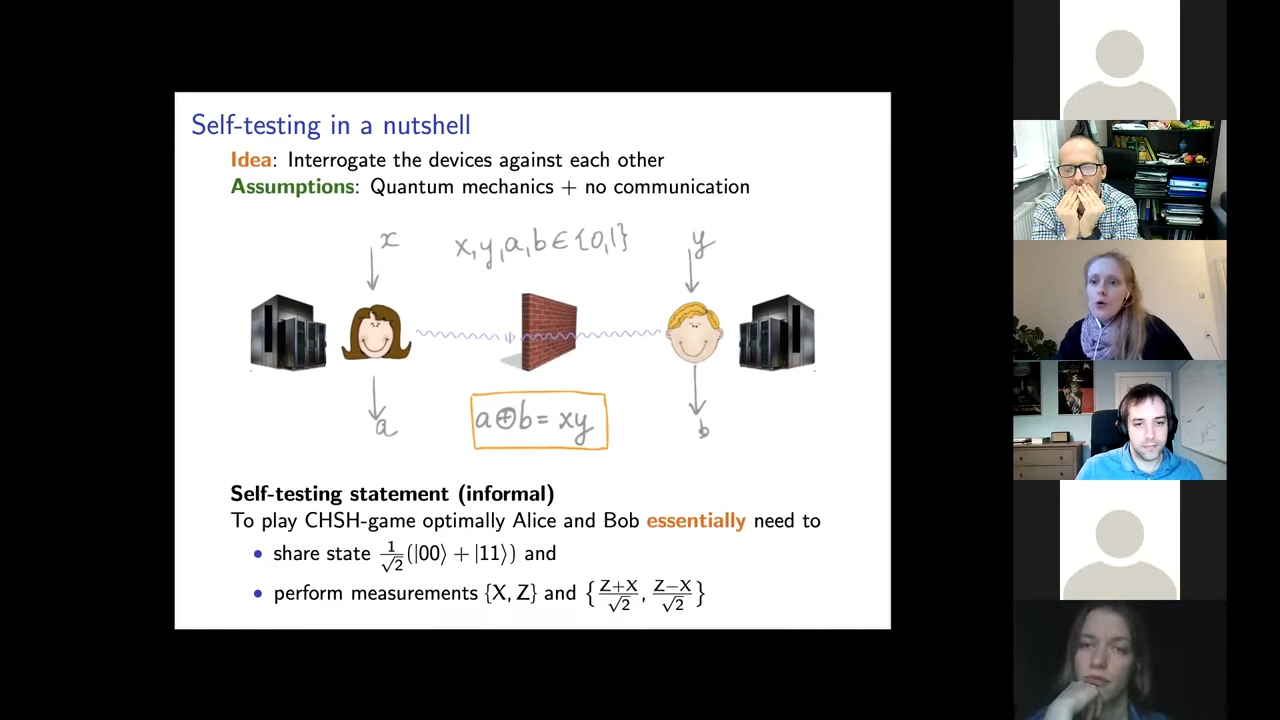 Self-testing in a nutshell
Idea: Interrogate the devices against each other
Assumptions: Quantum mechanics + no communication
x x,y,a,b ∈ {0,1} y
ψ
a a⊕b = xy b
Self-testing statement (informal)
To play CHSH-game optimally Alice and Bob essentially need to
• share state 1/√2(|00⟩ + |11⟩) and
• perform measurements {X, Z} and {Z+X/√2, Z−X/√2}